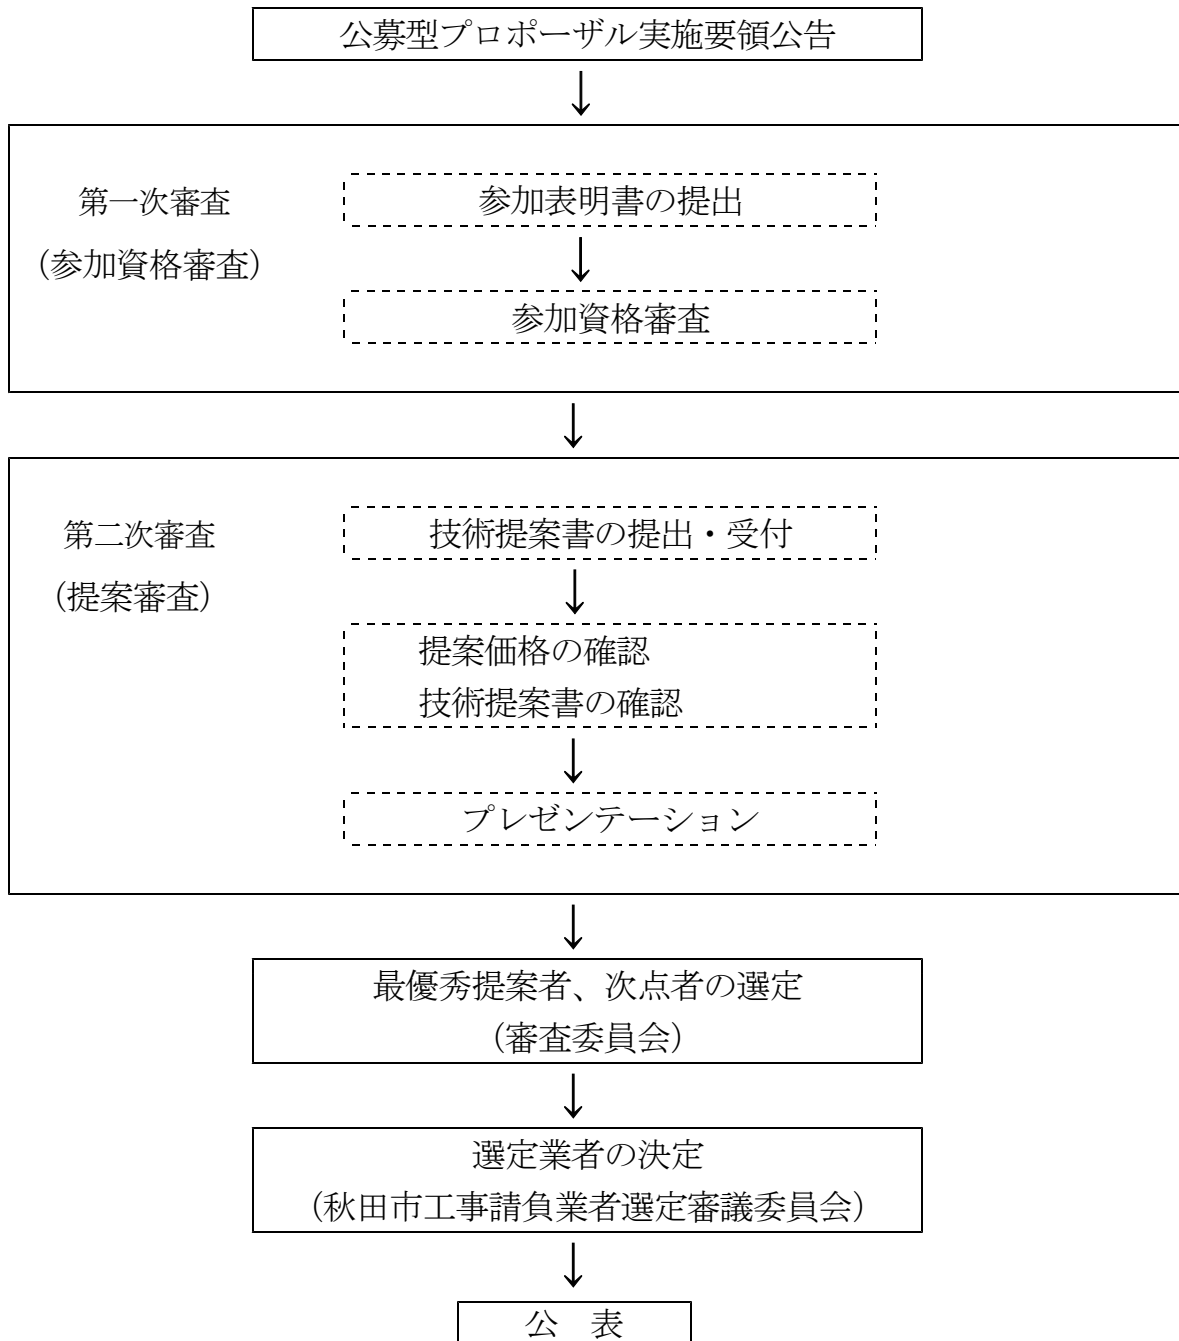 公募型プロポーザル実施要領公告
第一次審査
(参加資格審査)
参加表明書の提出
参加資格審査
第二次審査
(提案審査)
技術提案書の提出・受付
提案価格の確認
技術提案書の確認
プレゼンテーション
最優秀提案者、次点者の選定
(審査委員会)
選定業者の決定
(秋田市工事請負業者選定審議委員会)
公　表